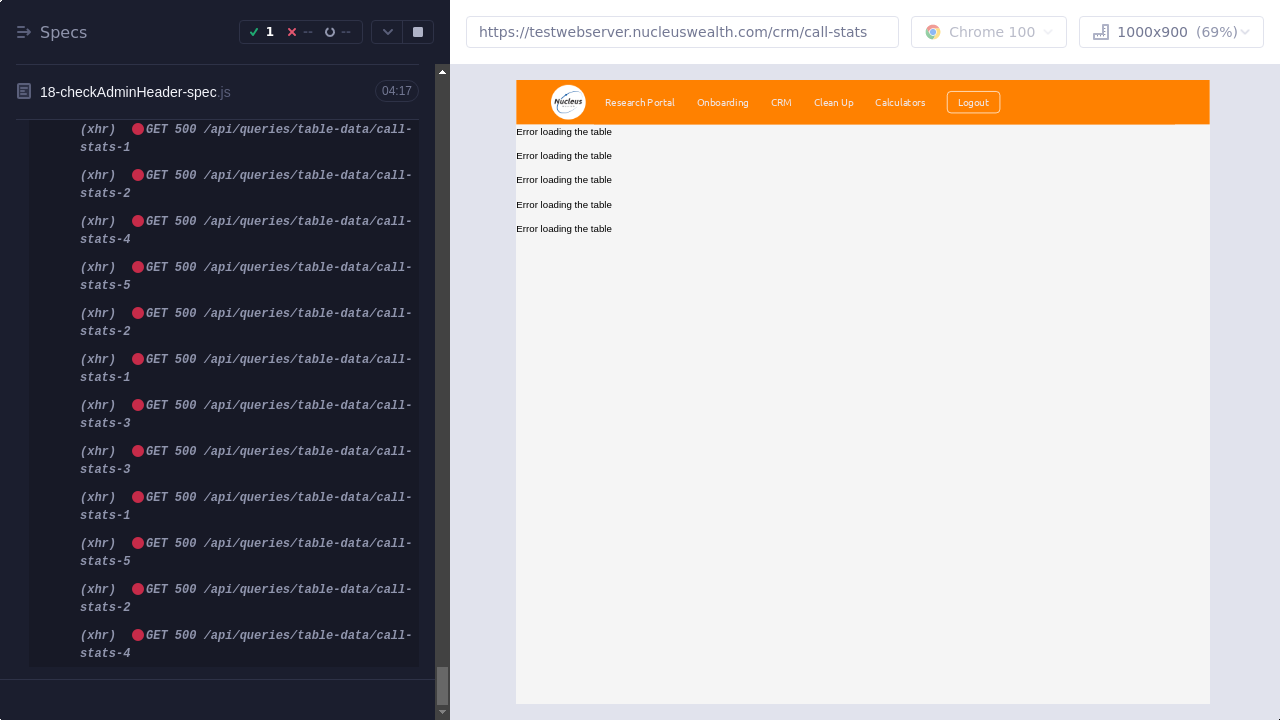 Specs
1
--
--
18-checkAdminHeader-spec.js
04:17
(xhr) GET 500 /api/queries/table-data/call-
stats-1
(xhr) GET 500 /api/queries/table-data/call-
stats-2
(xhr) GET 500 /api/queries/table-data/call-
stats-4
(xhr) GET 500 /api/queries/table-data/call-
stats-5
(xhr) GET 500 /api/queries/table-data/call-
stats-2
(xhr) GET 500 /api/queries/table-data/call-
stats-1
(xhr) GET 500 /api/queries/table-data/call-
stats-3
(xhr) GET 500 /api/queries/table-data/call-
stats-3
(xhr) GET 500 /api/queries/table-data/call-
stats-1
(xhr) GET 500 /api/queries/table-data/call-
stats-5
(xhr) GET 500 /api/queries/table-data/call-
stats-2
(xhr) GET 500 /api/queries/table-data/call-
stats-4
https://testwebserver.nucleuswealth.com/crm/call-stats
Chrome 100
1000x900 (69%)
Nucleus
Research Portal
Onboarding
CRM
Clean Up
Calculators
Logout
Error loading the table
Error loading the table
Error loading the table
Error loading the table
Error loading the table